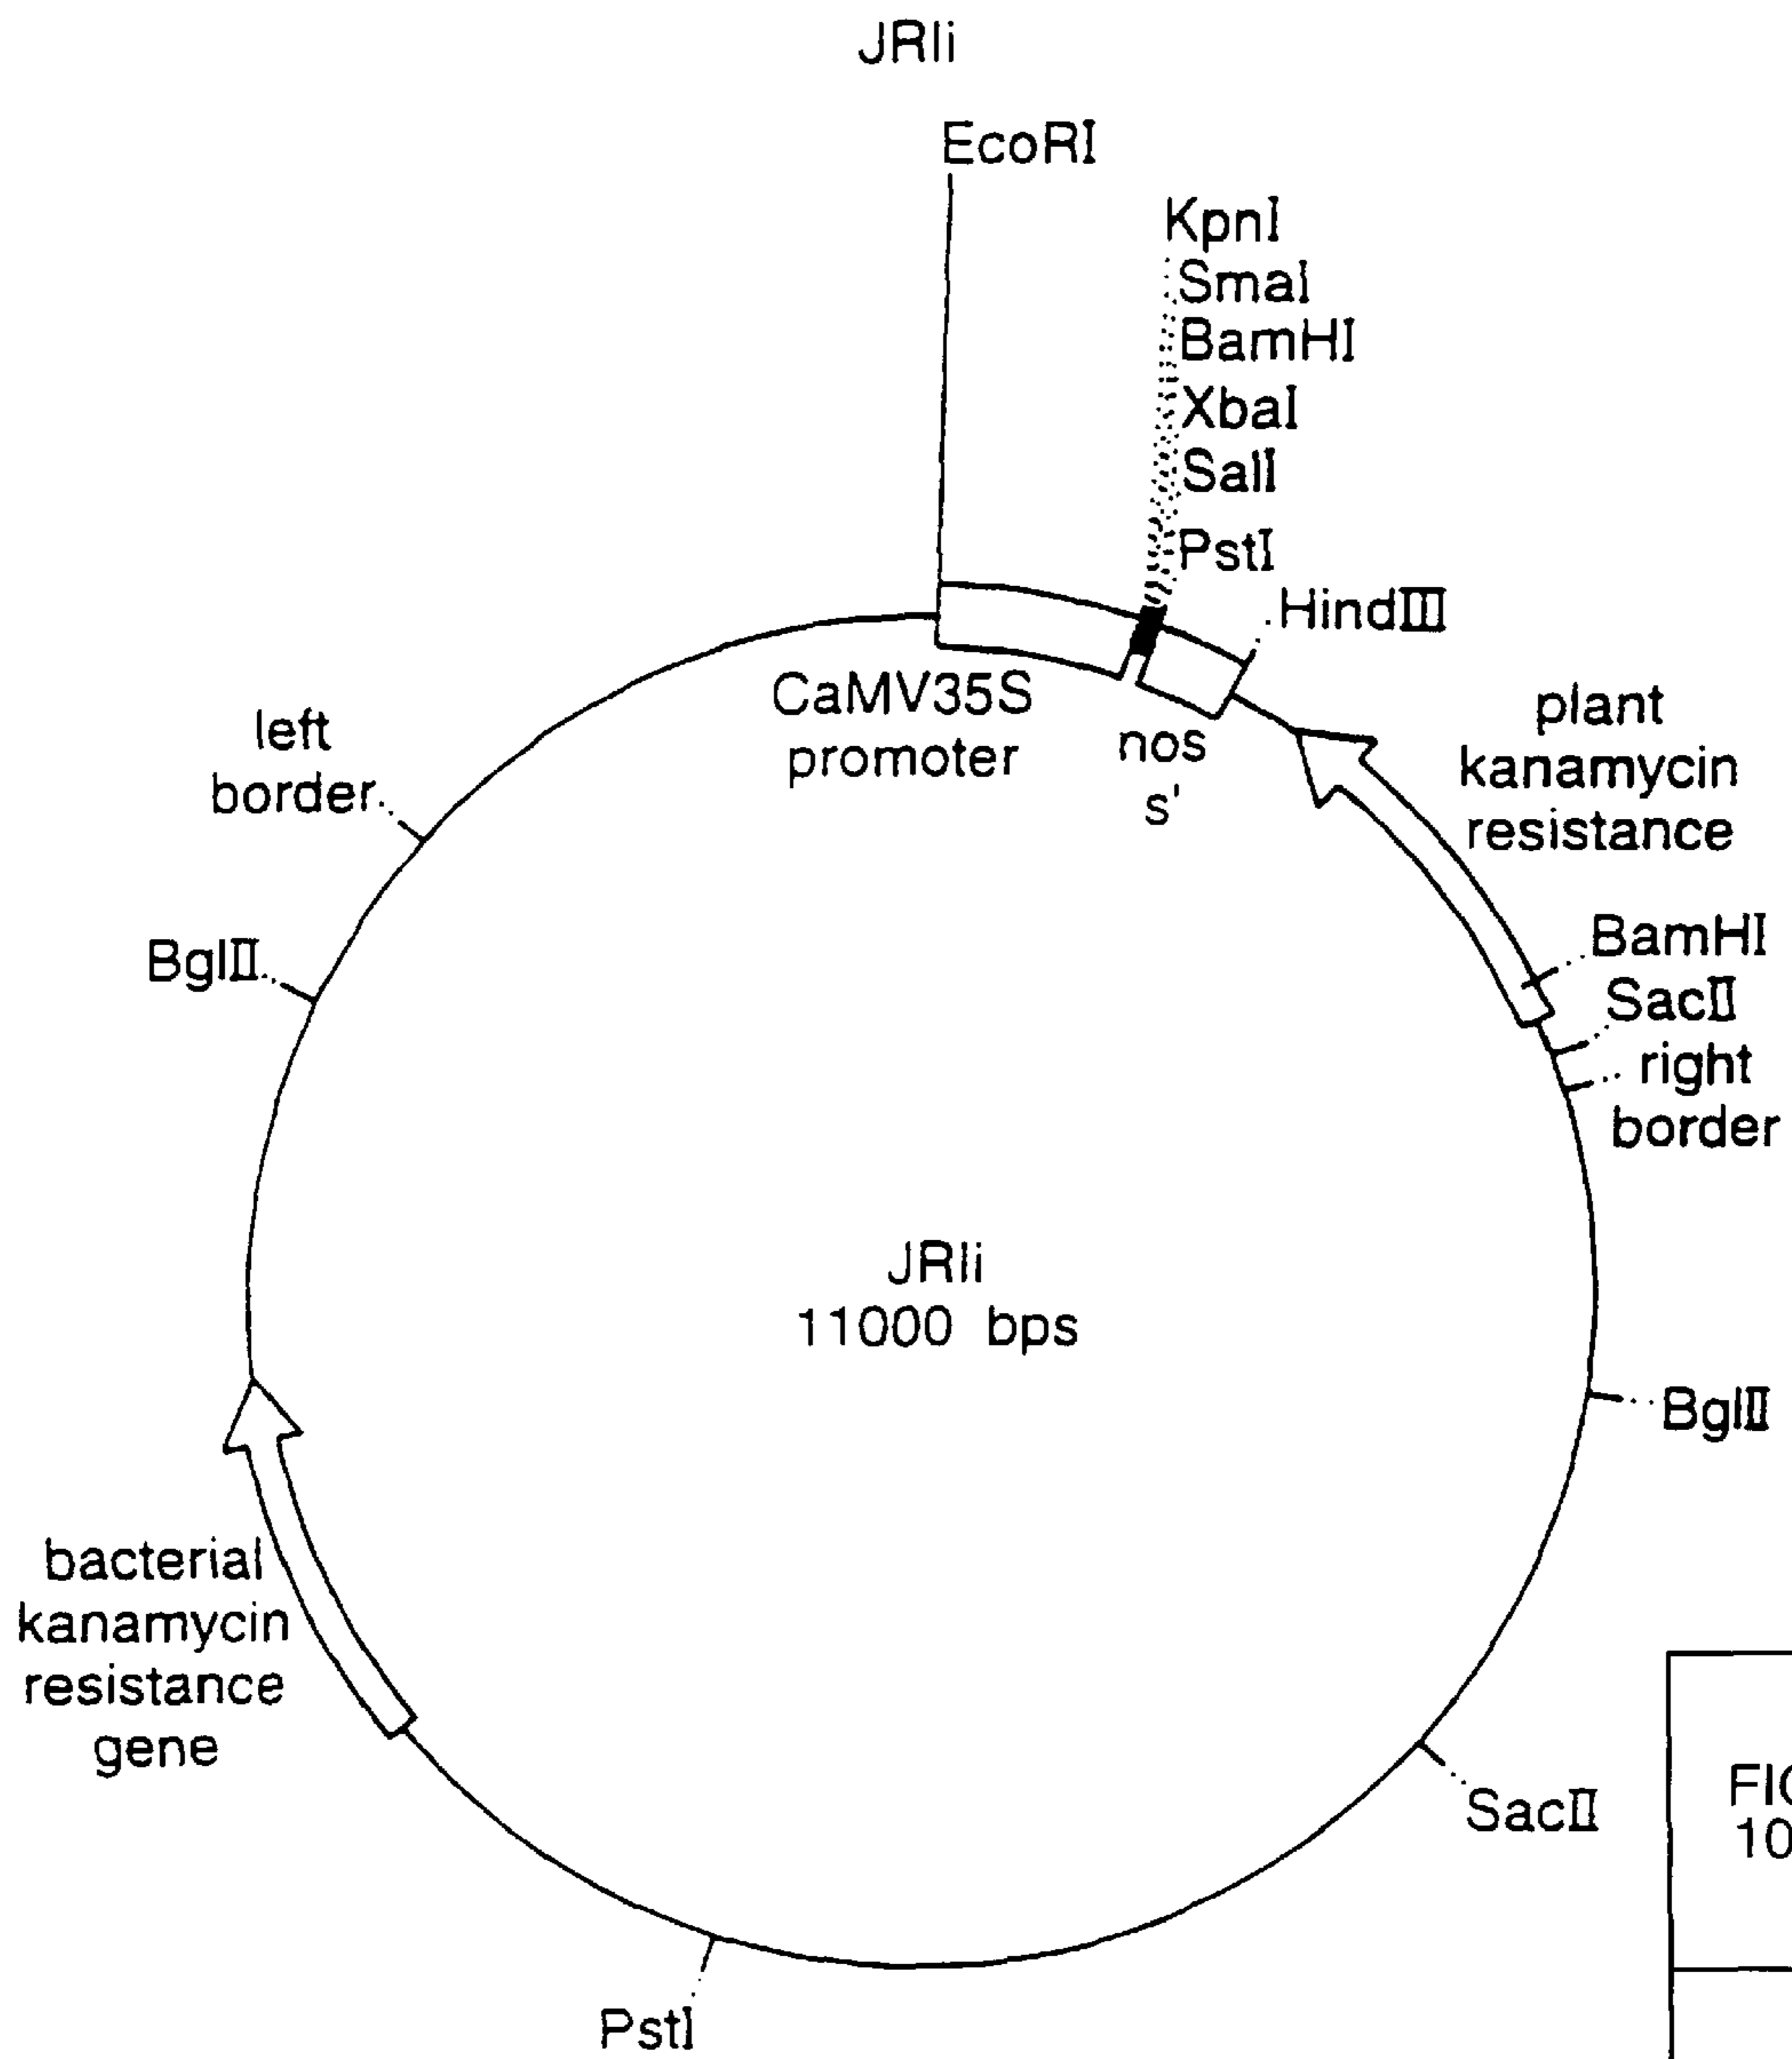 JRIi
EcoRI
KpnI
SmaI
BamHI
XbaI
SalI
PstI
HindIII
CaMV35S
promoter
nos
s'
plant
kanamycin
resistance
left
border
BglII
BamHI
SacII
right
border
JRIi
11000 bps
BglII
bacterial
kanamycin
resistance
gene
SacII
PstI
10